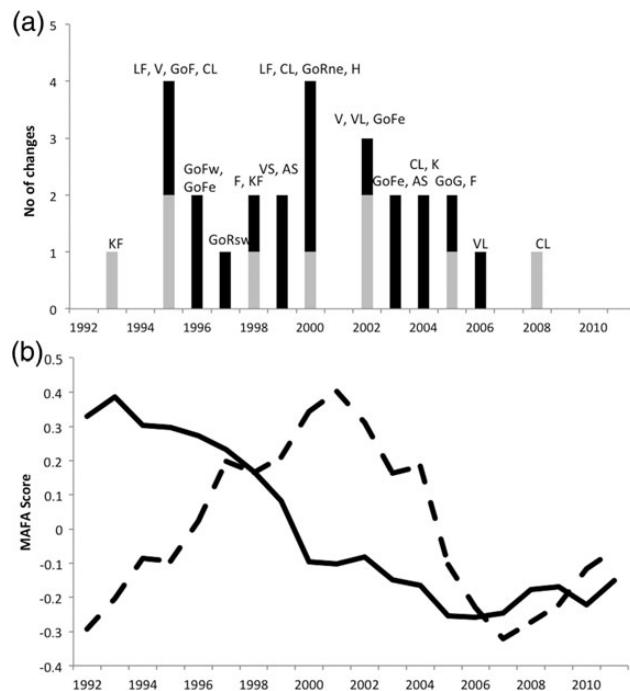 (a)
5
4
3
2
1
0
No of changes
LF, V, GoF, CL
LF, CL, GoRne, H
V, VL, GoFe
GoFw,
GoFe
F, KF
VS, AS
CL, K
GoFe, AS
GoG, F
KF
GoRsw
VL
CL
1992 1994 1996 1998 2000 2002 2004 2006 2008 2010
(b)
0.5
0.4
0.3
0.2
0.1
0
-0.1
-0.2
-0.3
-0.4
MAFA Score
1992 1994 1996 1998 2000 2002 2004 2006 2008 2010